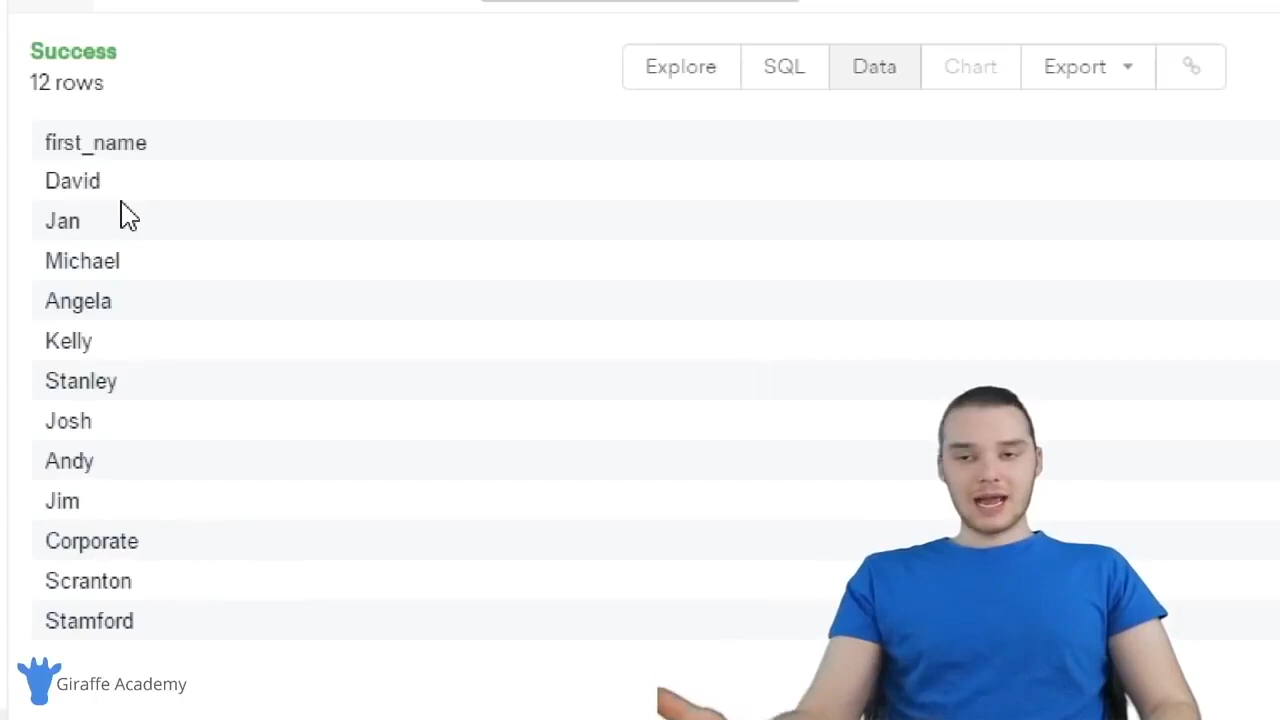 Success
12 rows
Explore SQL Data Chart Export
first_name
David
Jan
Michael
Angela
Kelly
Stanley
Josh
Andy
Jim
Corporate
Scranton
Stamford
Giraffe Academy